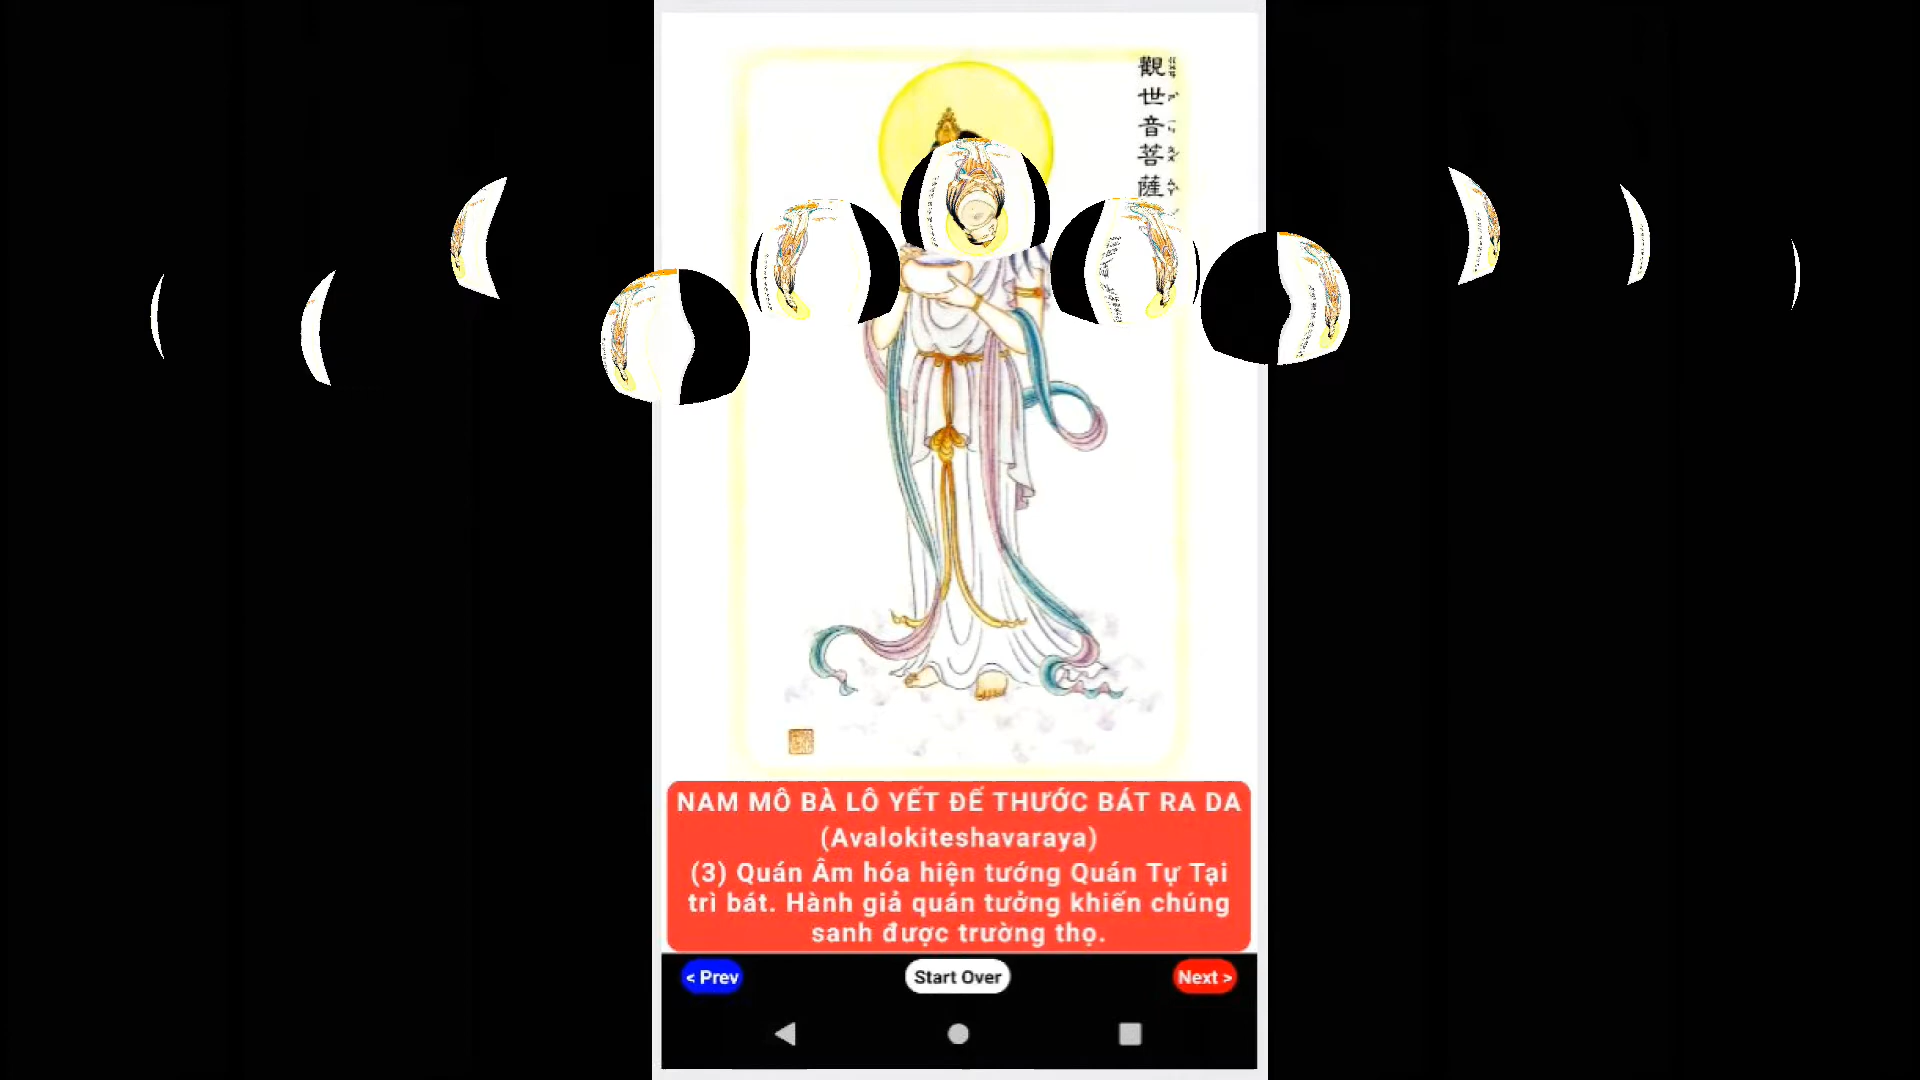 觀世音菩薩
NAM MÔ BÀ LÔ YẾT ĐẾ THƯỚC BÁT RA DA
(Avalokiteshavaraya)
(3) Quán Âm hóa hiện tướng Quán Tự Tại
trì bát. Hành giả quán tưởng khiến chúng
sanh được trường thọ.
< Prev
Start Over
Next >